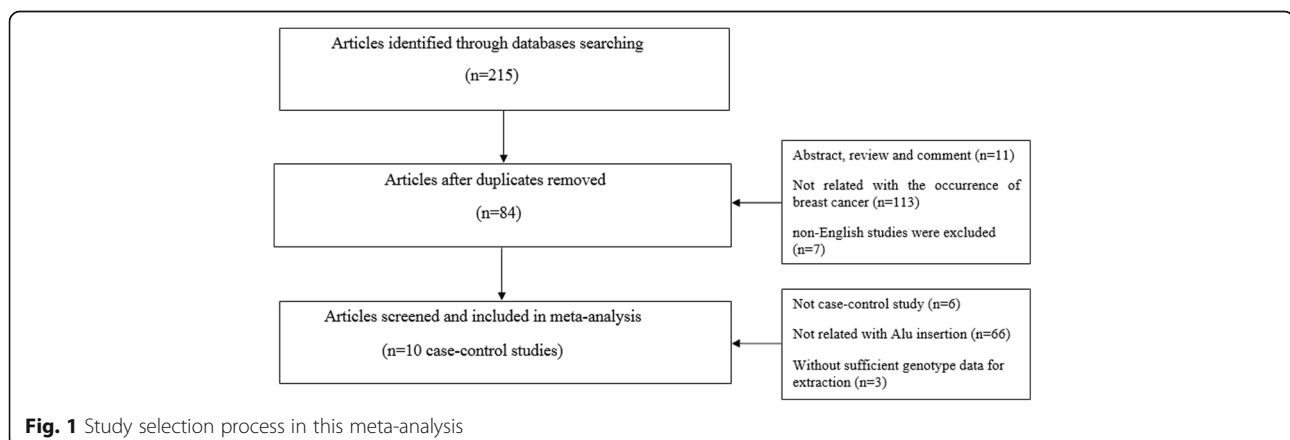 Articles identified through databases searching
(n=215)
Articles after duplicates removed
(n=84)
Abstract, review and comment (n=11)
Not related with the occurrence of
breast cancer (n=113)
non-English studies were excluded
(n=7)
Articles screened and included in meta-analysis
(n=10 case-control studies)
Not case-control study (n=6)
Not related with Alu insertion (n=66)
Without sufficient genotype data for
extraction (n=3)
Fig. 1 Study selection process in this meta-analysis